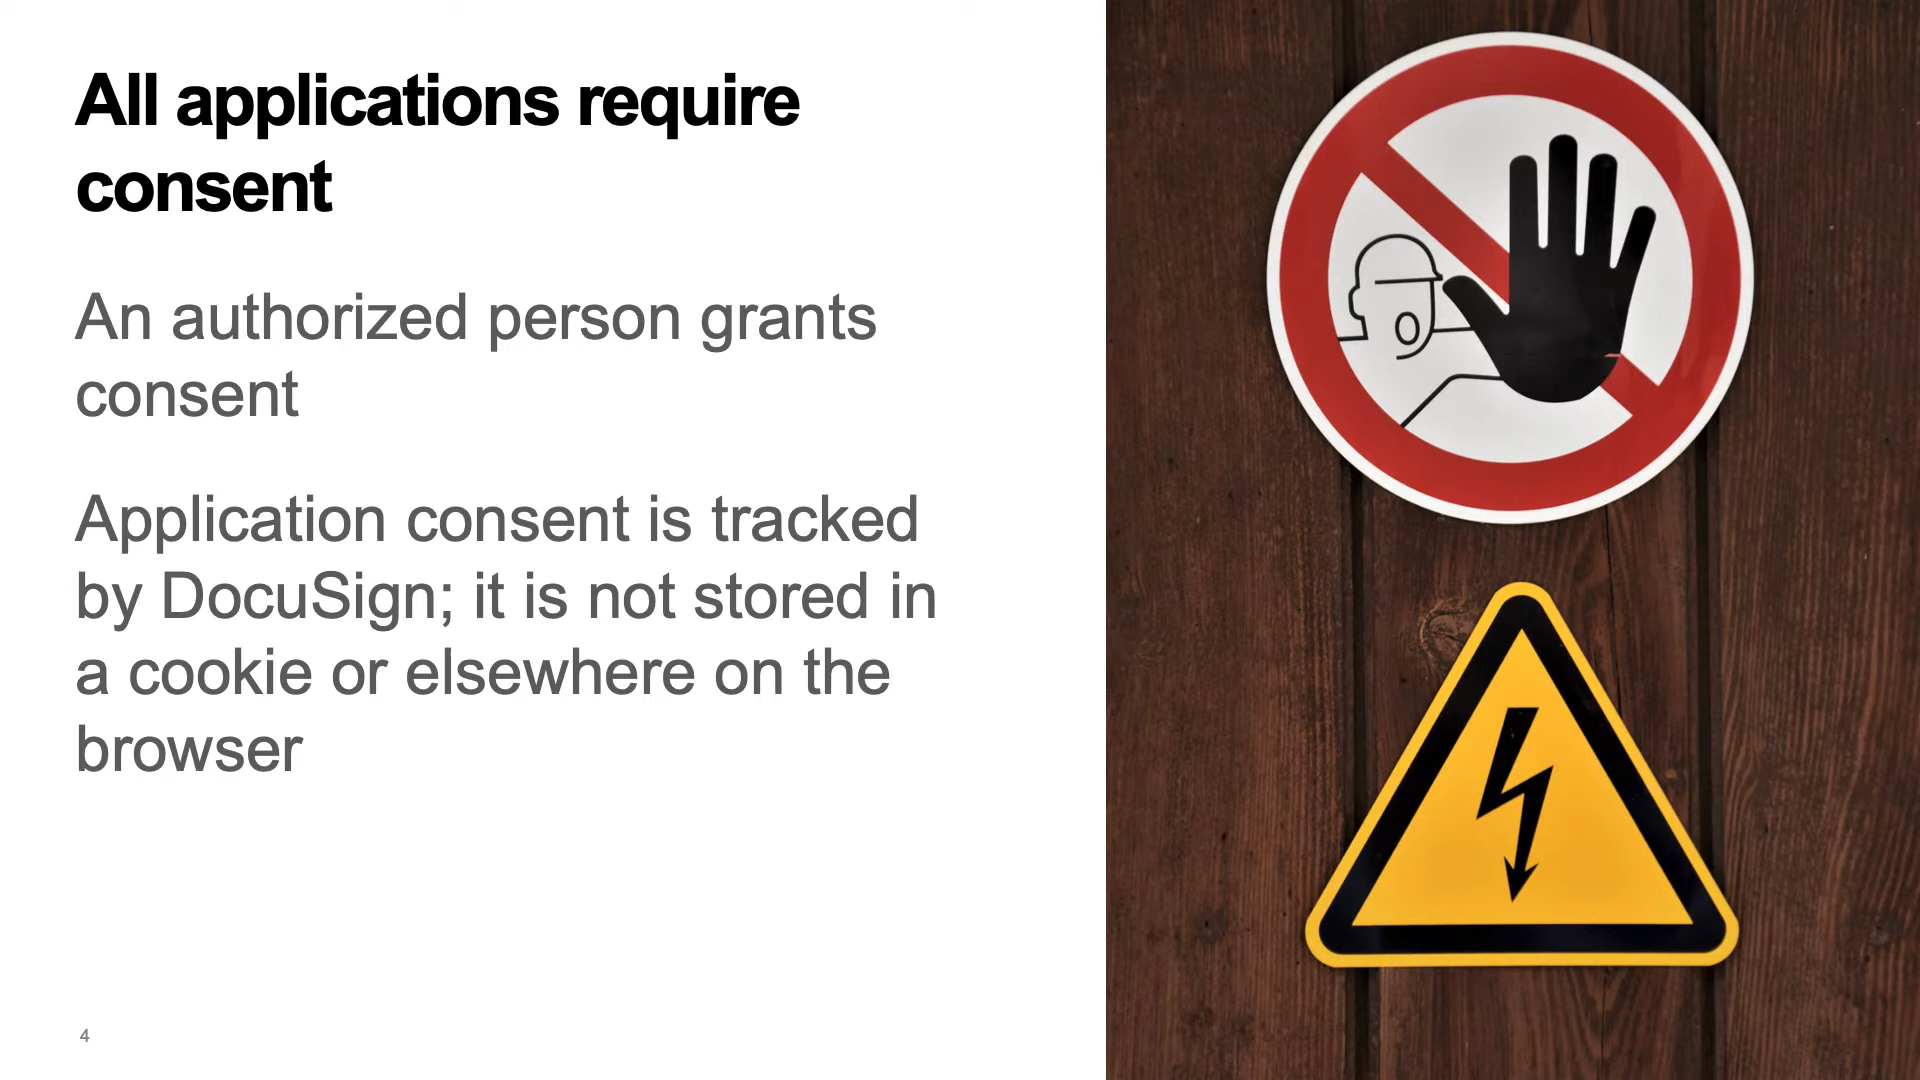 All applications require
consent
An authorized person grants
consent
Application consent is tracked
by DocuSign; it is not stored in
a cookie or elsewhere on the
browser
4